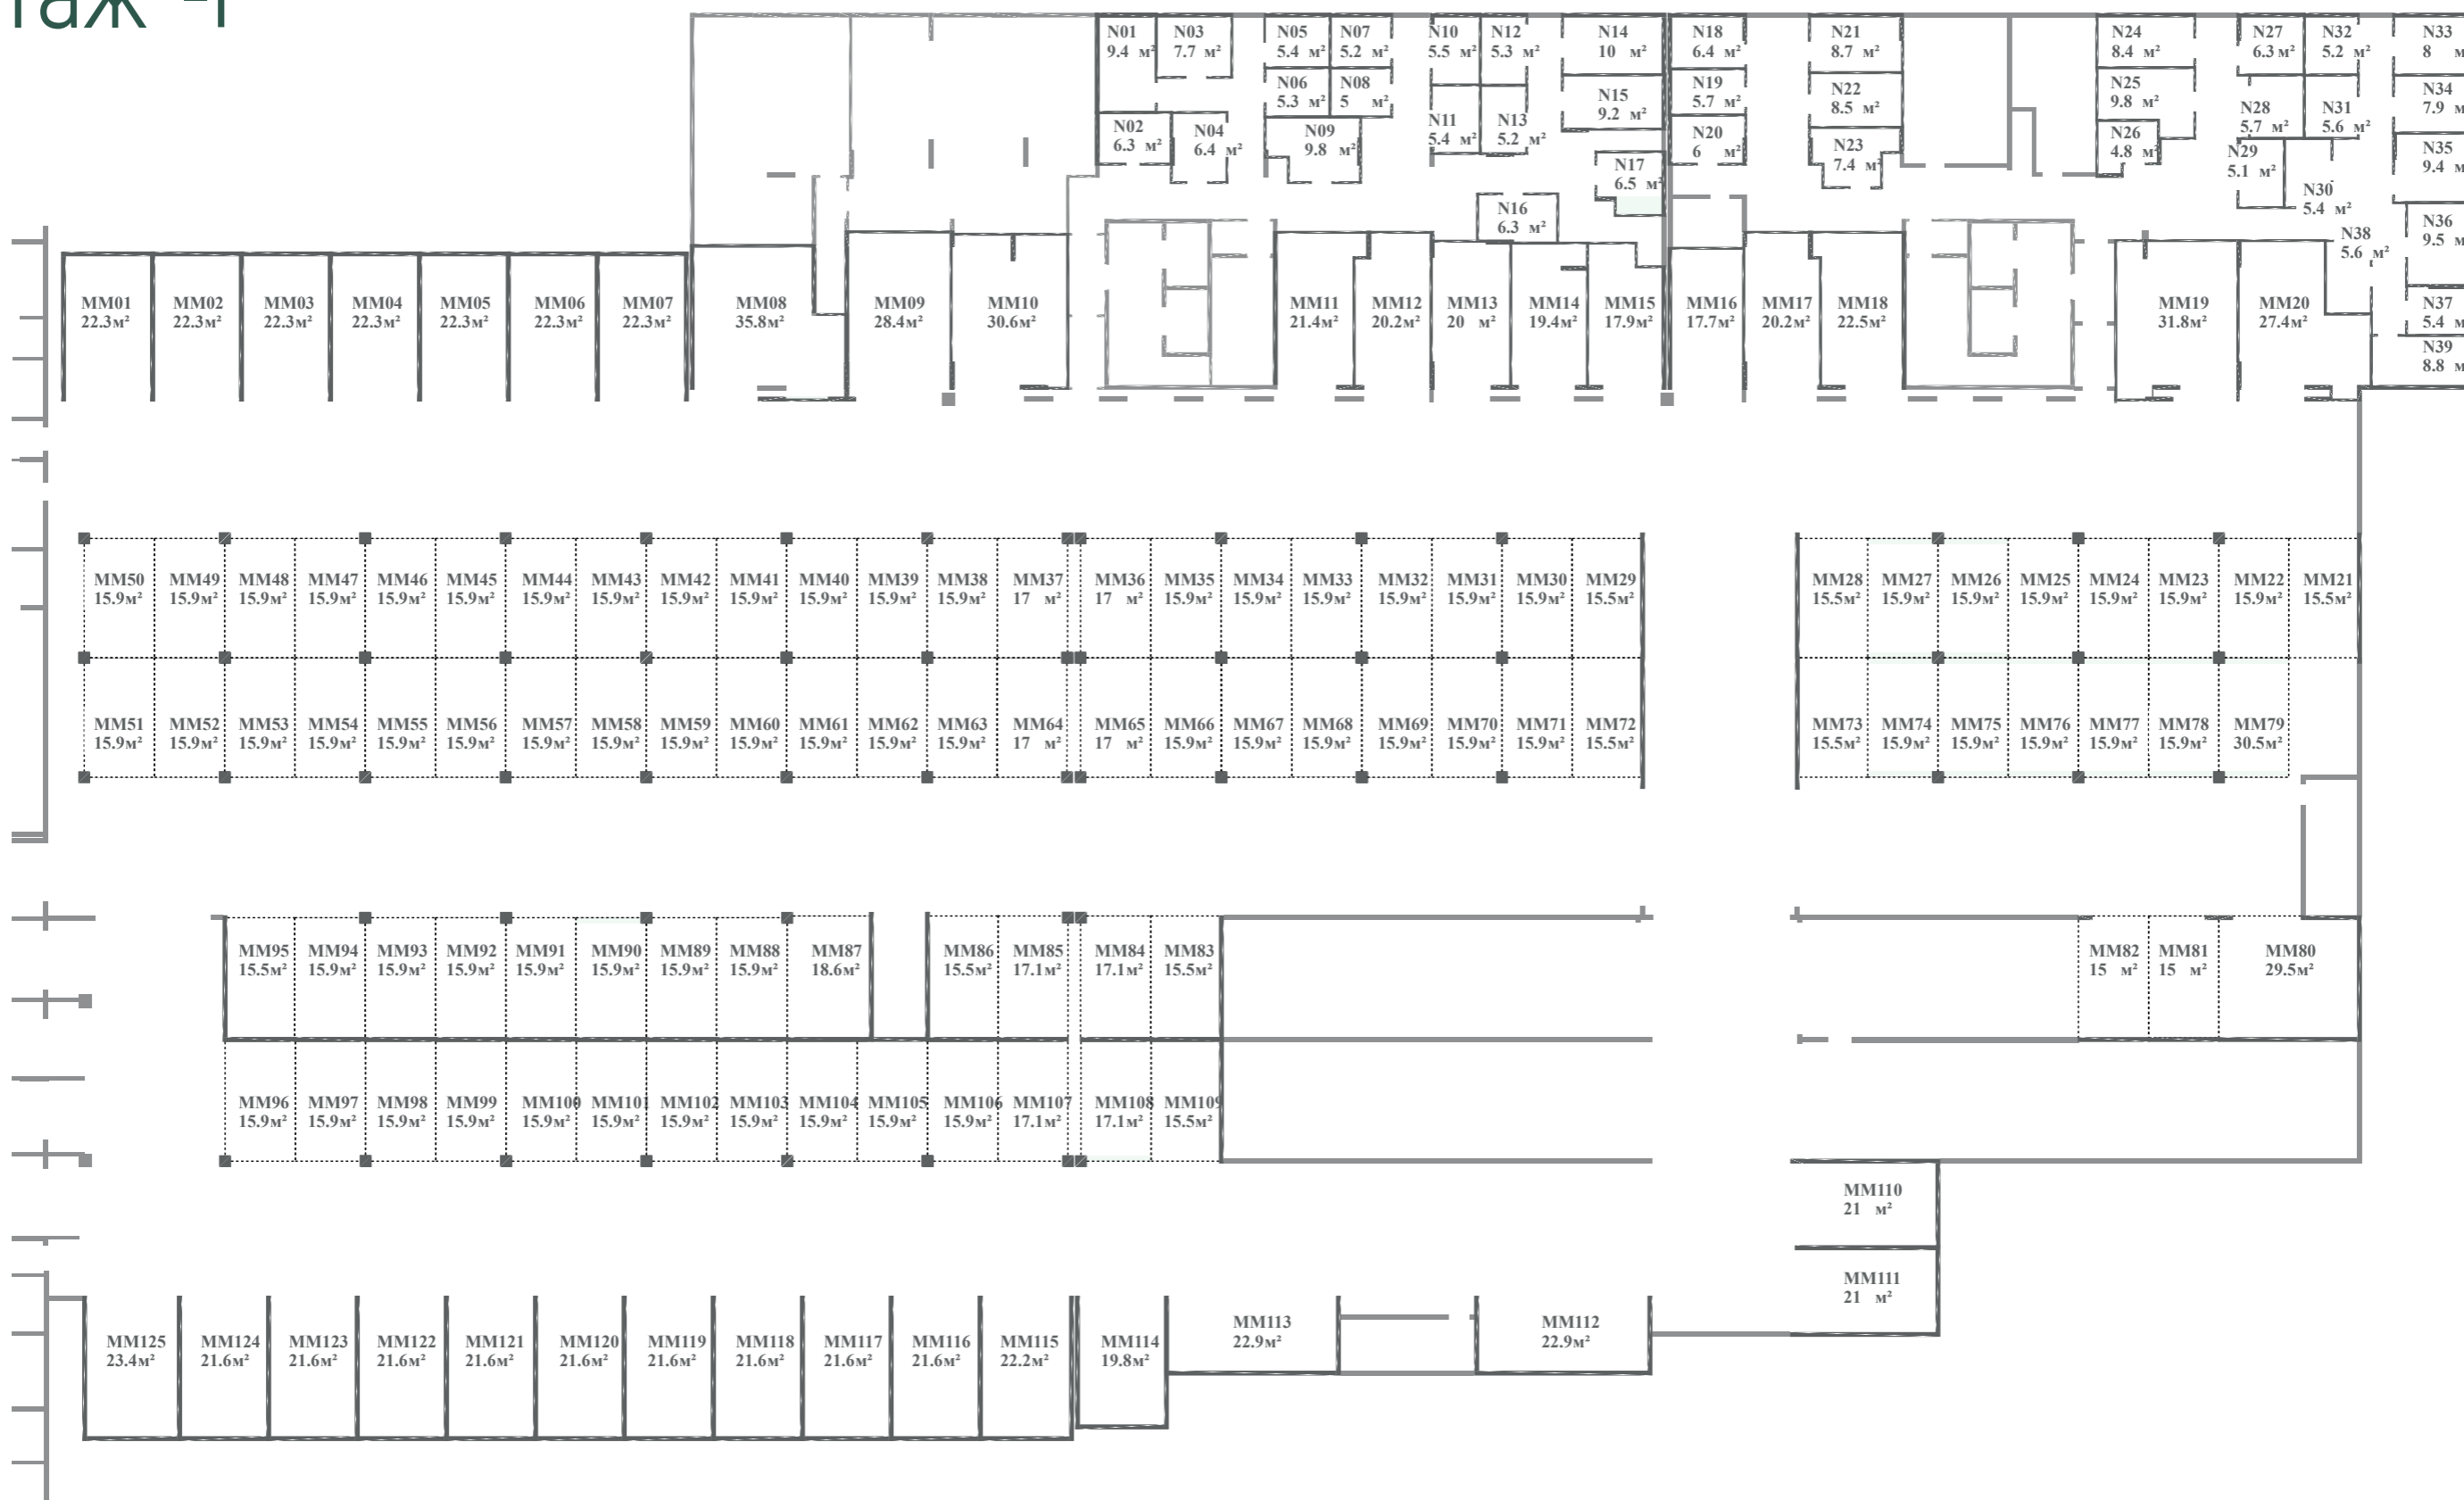 таж -1
N01 N03 N05 N07 N10 N12 N14 N18 N21 N24 N27 N32 N33
9.4 м² 7.7 м² 5.4 м² 5.2 м² 5.5 м² 5.3 м² 10 м² 6.4 м² 8.7 м² 8.4 м² 6.3 м² 5.2 м² 8 м
N06 N08 N15 N19 N22 N25 N34
5.3 м² 5 м² 9.2 м² 5.7 м² 8.5 м² 9.8 м² 7.9 м
N02 N04 N09 N11 N13 N20 N23 N26 N28 N31
6.3 м² 6.4 м² 9.8 м² 5.4 м² 5.2 м² 6 м² 7.4 м² 4.8 м² 5.7 м² 5.6 м²
N17 N29 N35
6.5 м² 5.1 м² 9.4 м
N16 N30 N36
6.3 м² 5.4 м² 9.5 м
N38
5.6 м²
MM01 MM02 MM03 MM04 MM05 MM06 MM07 MM08 MM09 MM10 MM11 MM12 MM13 MM14 MM15 MM16 MM17 MM18 MM19 MM20 N37
22.3м² 22.3м² 22.3м² 22.3м² 22.3м² 22.3м² 22.3м² 35.8м² 28.4м² 30.6м² 21.4м² 20.2м² 20 м² 19.4м² 17.9м² 17.7м² 20.2м² 22.5м² 31.8м² 27.4м² 5.4 м
N39
8.8 м
MM50 MM49 MM48 MM47 MM46 MM45 MM44 MM43 MM42 MM41 MM40 MM39 MM38 MM37 MM36 MM35 MM34 MM33 MM32 MM31 MM30 MM29 MM28 MM27 MM26 MM25 MM24 MM23 MM22 MM21
15.9м² 15.9м² 15.9м² 15.9м² 15.9м² 15.9м² 15.9м² 15.9м² 15.9м² 15.9м² 15.9м² 15.9м² 15.9м² 17 м² 17 м² 15.9м² 15.9м² 15.9м² 15.9м² 15.9м² 15.9м² 15.5м² 15.5м² 15.9м² 15.9м² 15.9м² 15.9м² 15.9м² 15.9м² 15.5м²
MM51 MM52 MM53 MM54 MM55 MM56 MM57 MM58 MM59 MM60 MM61 MM62 MM63 MM64 MM65 MM66 MM67 MM68 MM69 MM70 MM71 MM72 MM73 MM74 MM75 MM76 MM77 MM78 MM79
15.9м² 15.9м² 15.9м² 15.9м² 15.9м² 15.9м² 15.9м² 15.9м² 15.9м² 15.9м² 15.9м² 15.9м² 15.9м² 17 м² 17 м² 15.9м² 15.9м² 15.9м² 15.9м² 15.9м² 15.9м² 15.5м² 15.5м² 15.9м² 15.9м² 15.9м² 15.9м² 15.9м² 30.5м²
MM95 MM94 MM93 MM92 MM91 MM90 MM89 MM88 MM87 MM86 MM85 MM84 MM83 MM82 MM81 MM80
15.5м² 15.9м² 15.9м² 15.9м² 15.9м² 15.9м² 15.9м² 15.9м² 18.6м² 15.5м² 17.1м² 17.1м² 15.5м² 15 м² 15 м² 29.5м²
MM96 MM97 MM98 MM99 MM100 MM101 MM102 MM103 MM104 MM105 MM106 MM107 MM108 MM109
15.9м² 15.9м² 15.9м² 15.9м² 15.9м² 15.9м² 15.9м² 15.9м² 15.9м² 15.9м² 15.9м² 17.1м² 17.1м² 15.5м²
MM110
21 м²
MM111
21 м²
MM113 MM112
22.9м² 22.9м²
MM125 MM124 MM123 MM122 MM121 MM120 MM119 MM118 MM117 MM116 MM115 MM114
23.4м² 21.6м² 21.6м² 21.6м² 21.6м² 21.6м² 21.6м² 21.6м² 21.6м² 21.6м² 22.2м² 19.8м²